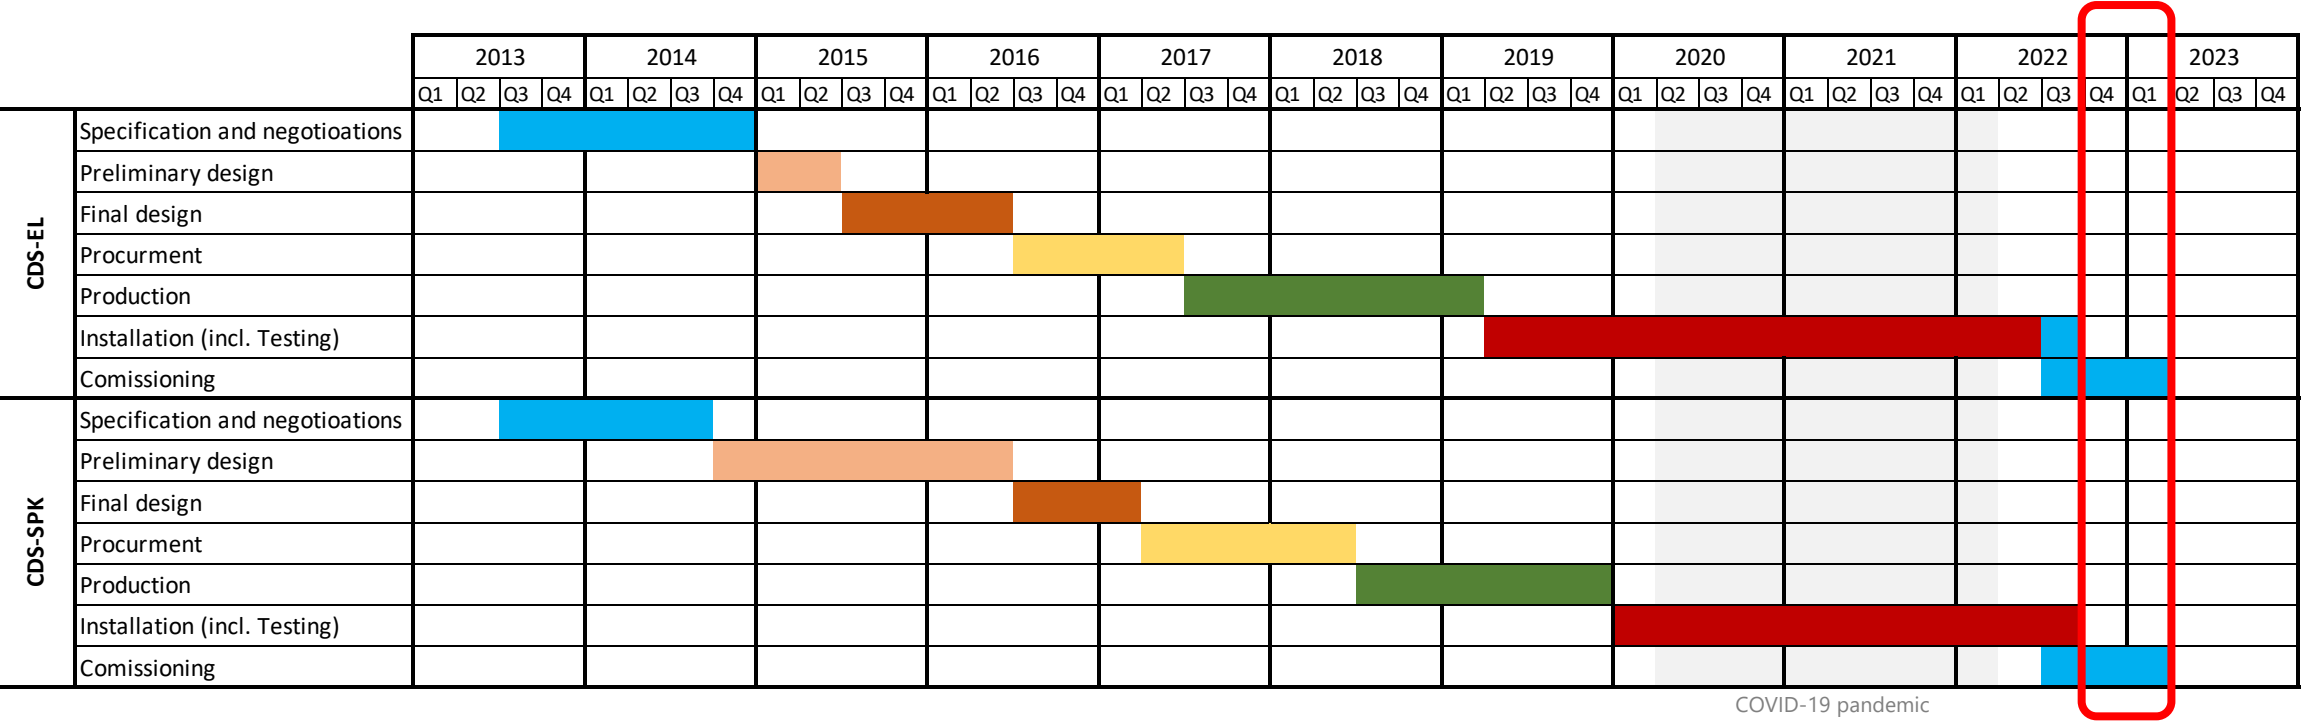 2013 2014 2015 2016 2017 2018 2019 2020 2021 2022 2023
Q1 Q2 Q3 Q4 Q1 Q2 Q3 Q4 Q1 Q2 Q3 Q4 Q1 Q2 Q3 Q4 Q1 Q2 Q3 Q4 Q1 Q2 Q3 Q4 Q1 Q2 Q3 Q4 Q1 Q2 Q3 Q4 Q1 Q2 Q3 Q4 Q1 Q2 Q3 Q4 Q1 Q2 Q3 Q4
CDS-EL
Specification and negotioations
Preliminary design
Final design
Procurment
Production
Installation (incl. Testing)
Comissioning
CDS-SPK
Specification and negotioations
Preliminary design
Final design
Procurment
Production
Installation (incl. Testing)
Comissioning
COVID-19 pandemic